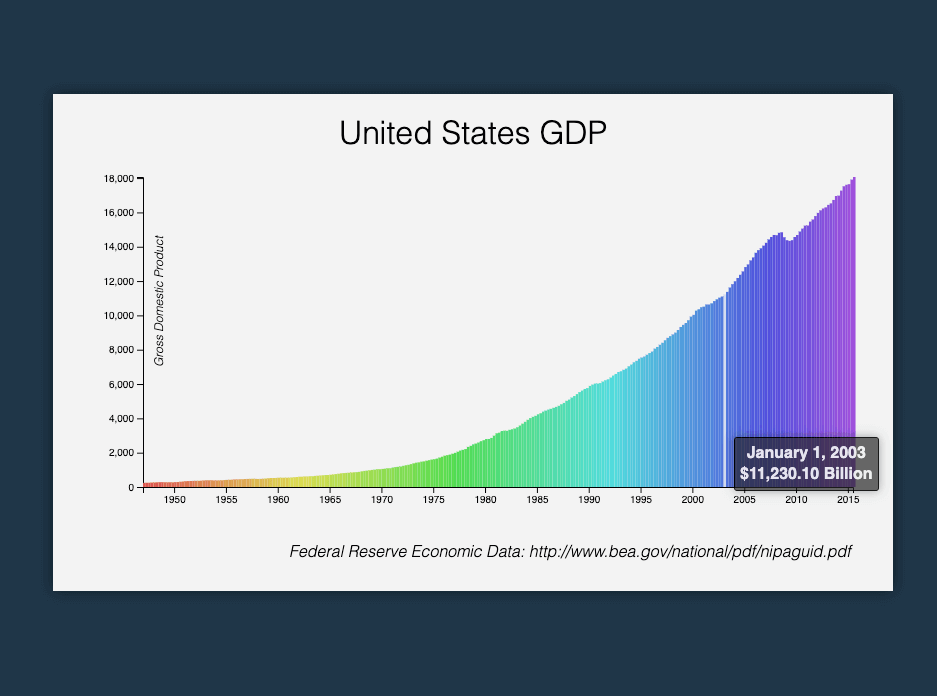 United States GDP
18,000
16,000
14,000
12,000
10,000
8,000
6,000
4,000
2,000
0
Gross Domestic Product
January 1, 2003
$11,230.10 Billion
1950 1955 1960 1965 1970 1975 1980 1985 1990 1995 2000 2005 2010 2015
Federal Reserve Economic Data: http://www.bea.gov/national/pdf/nipaguid.pdf